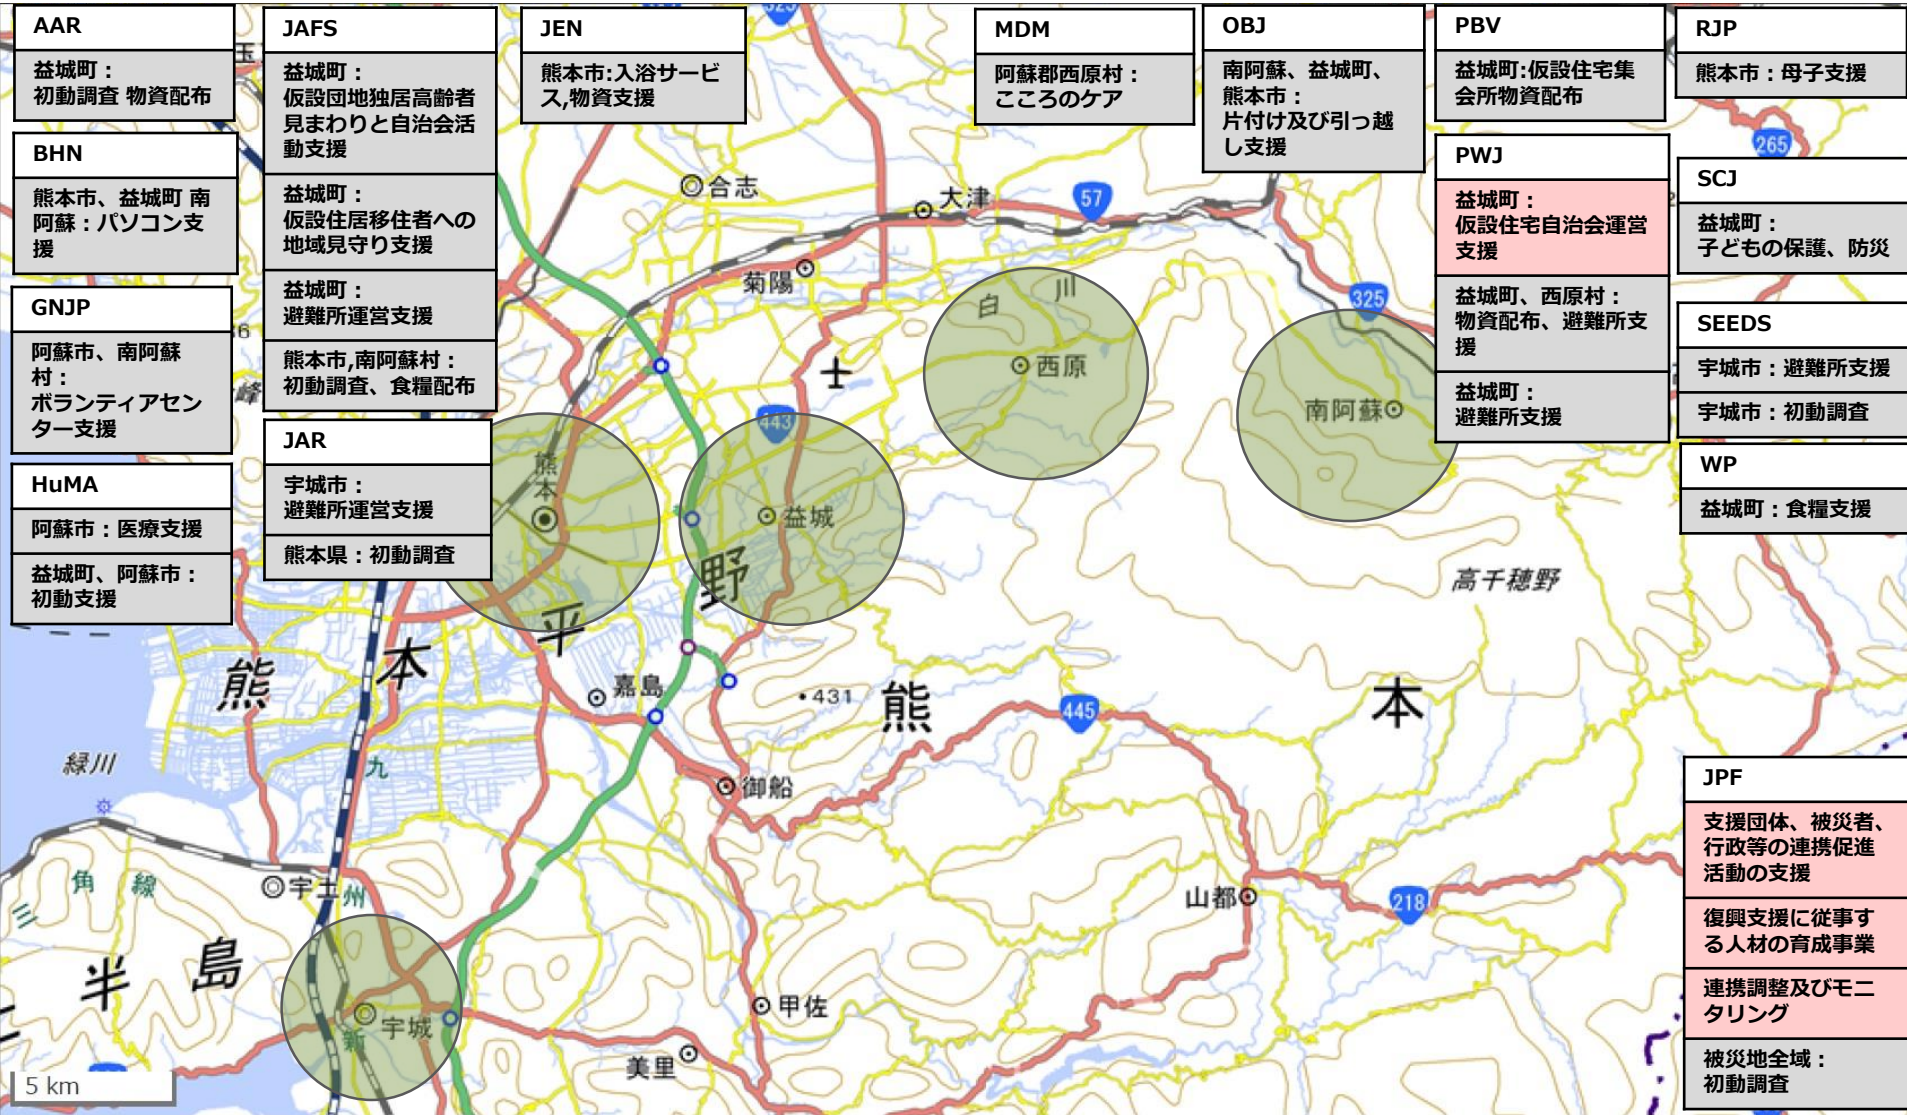 AAR
益城町：
初動調査 物資配布
BHN
熊本市、益城町 南
阿蘇：パソコン支
援
GNJP
阿蘇市、南阿蘇
村：
ボランティアセン
ター支援
HuMA
阿蘇市：医療支援
益城町、阿蘇市：
初動支援
JAFS
益城町：
仮設団地独居高齢者
見まわりと自治会活
動支援
益城町：
仮設住居移住者への
地域見守り支援
益城町：
避難所運営支援
熊本市,南阿蘇村：
初動調査、食糧配布
JAR
宇城市：
避難所運営支援
熊本県：初動調査
JEN
熊本市:入浴サービ
ス,物資支援
MDM
阿蘇郡西原村：
こころのケア
OBJ
南阿蘇、益城町、
熊本市：
片付け及び引っ越
し支援
PBV
益城町:仮設住宅集
会所物資配布
PWJ
益城町：
仮設住宅自治会運営
支援
益城町、西原村：
物資配布、避難所支
援
益城町：
避難所支援
RJP
熊本市：母子支援
SCJ
益城町：
子どもの保護、防災
SEEDS
宇城市：避難所支援
宇城市：初動調査
WP
益城町：食糧支援
JPF
支援団体、被災者、
行政等の連携促進
活動の支援
復興支援に従事す
る人材の育成事業
連携調整及びモニ
タリング
被災地全域：
初動調査
325
265
合志
大津
57
菊陽
白川
325
西原
南阿蘇
443
熊本
益城
高千穂野
熊本平野
嘉島
431
熊本
445
緑川
九州
御船
三角線
宇土
山都
218
半島
甲佐
宇城
新
美里
玉
峰
5 km